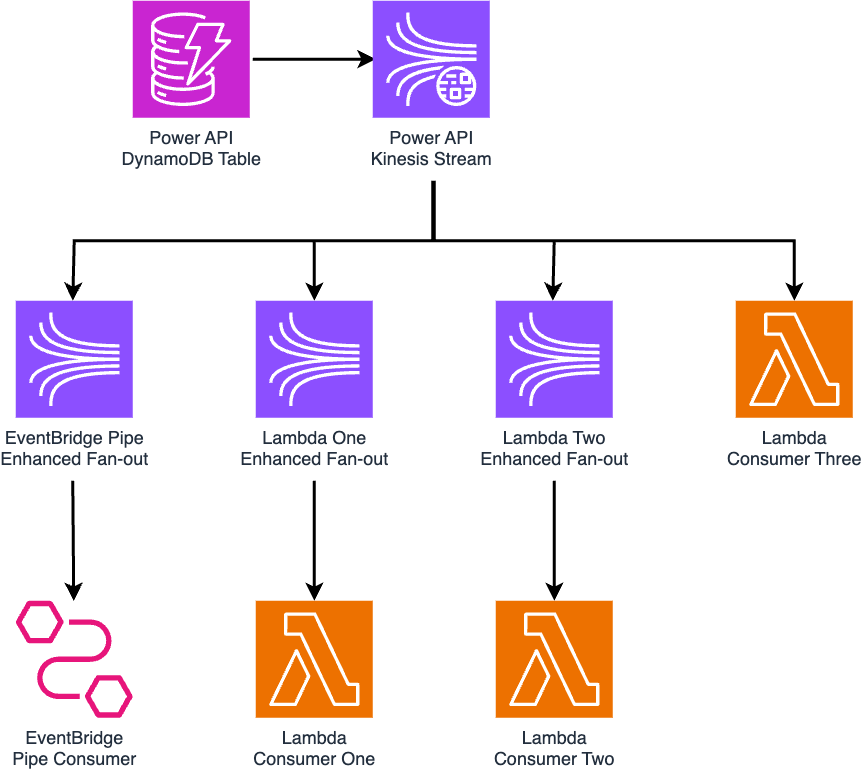 Power API
DynamoDB Table
Power API
Kinesis Stream
EventBridge Pipe
Enhanced Fan-out
Lambda One
Enhanced Fan-out
Lambda Two
Enhanced Fan-out
Lambda
Consumer Three
EventBridge
Pipe Consumer
Lambda
Consumer One
Lambda
Consumer Two